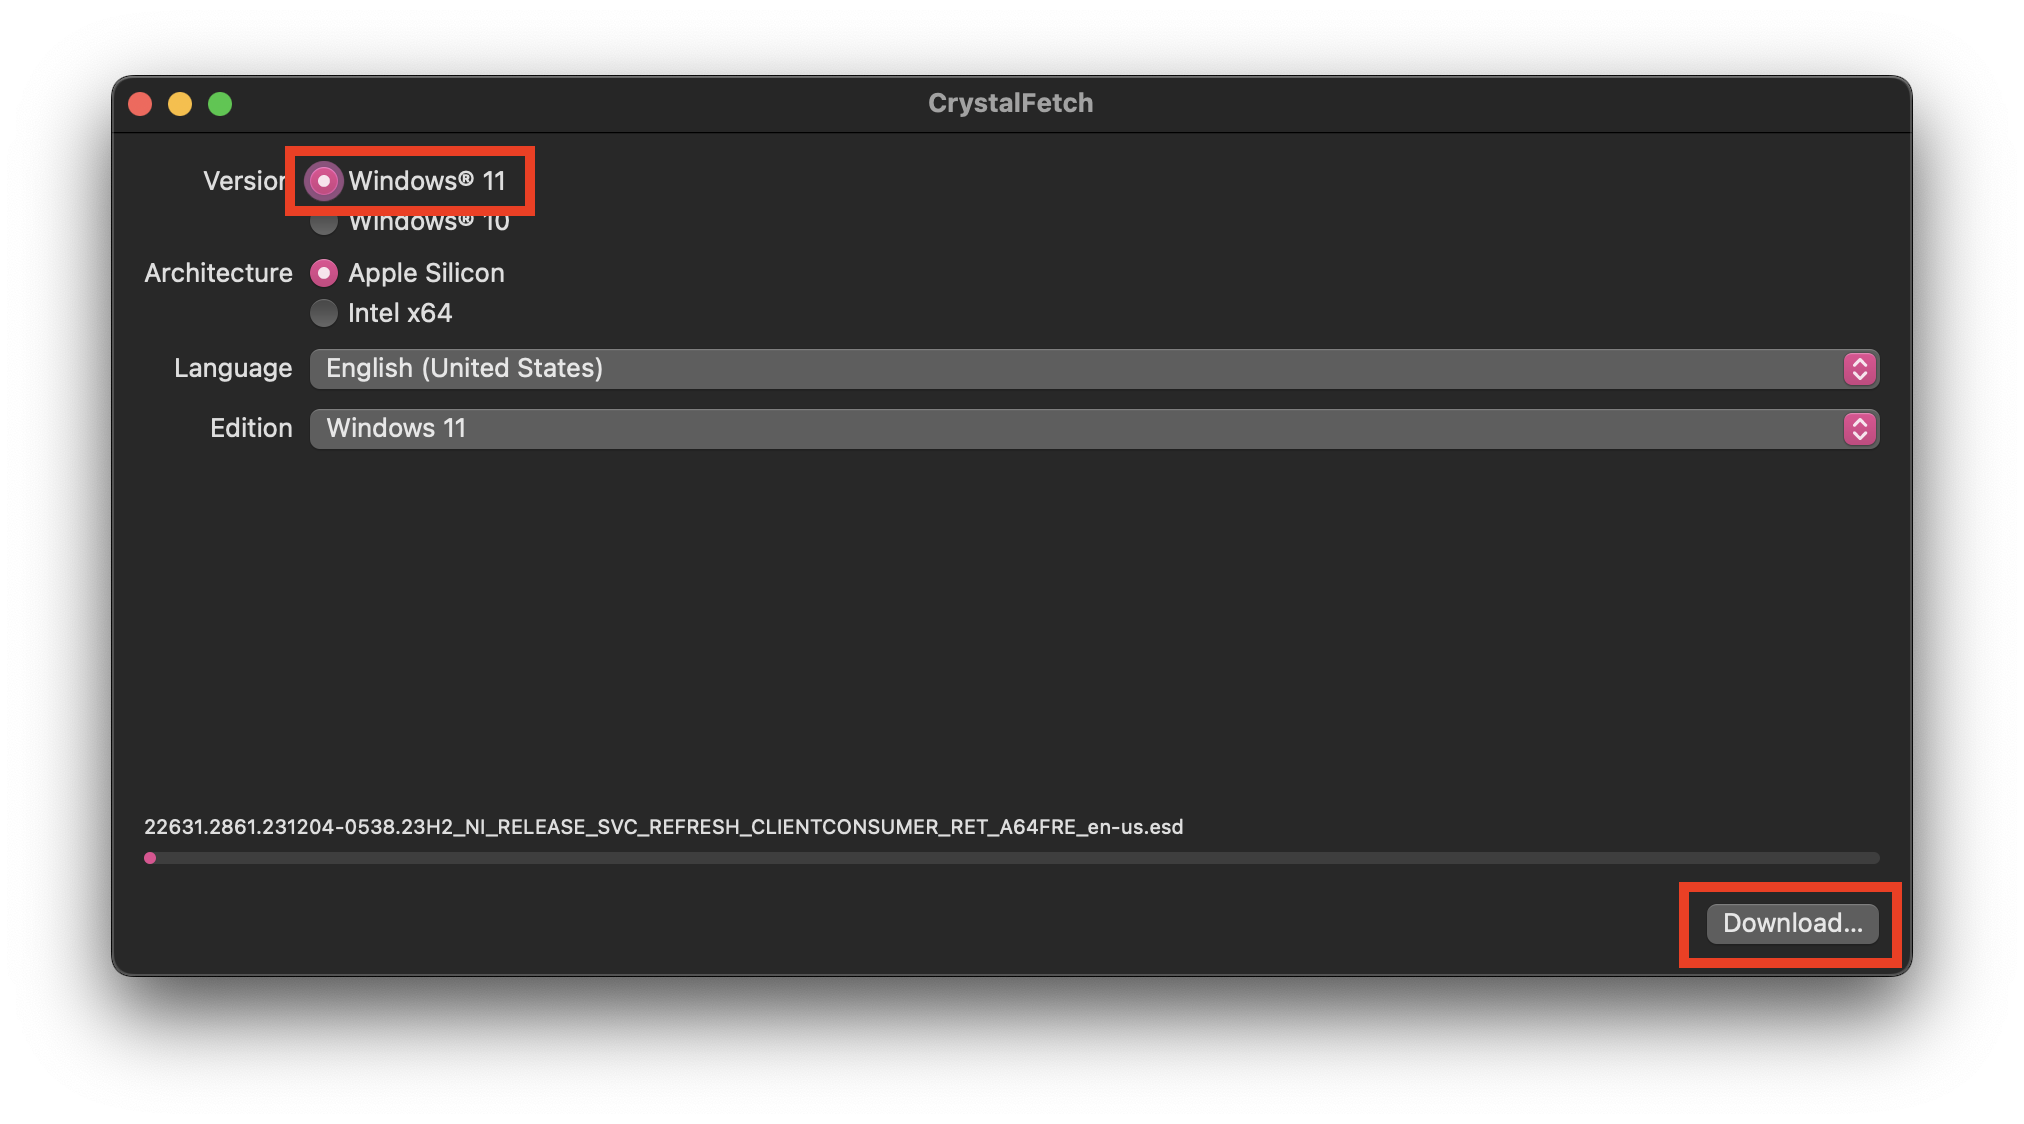 CrystalFetch
Version Windows® 11
Windows® 10
Architecture Apple Silicon
Intel x64
Language English (United States)
Edition Windows 11
22631.2861.231204-0538.23H2_NI_RELEASE_SVC_REFRESH_CLIENTCONSUMER_RET_A64FRE_en-us.esd
Download...